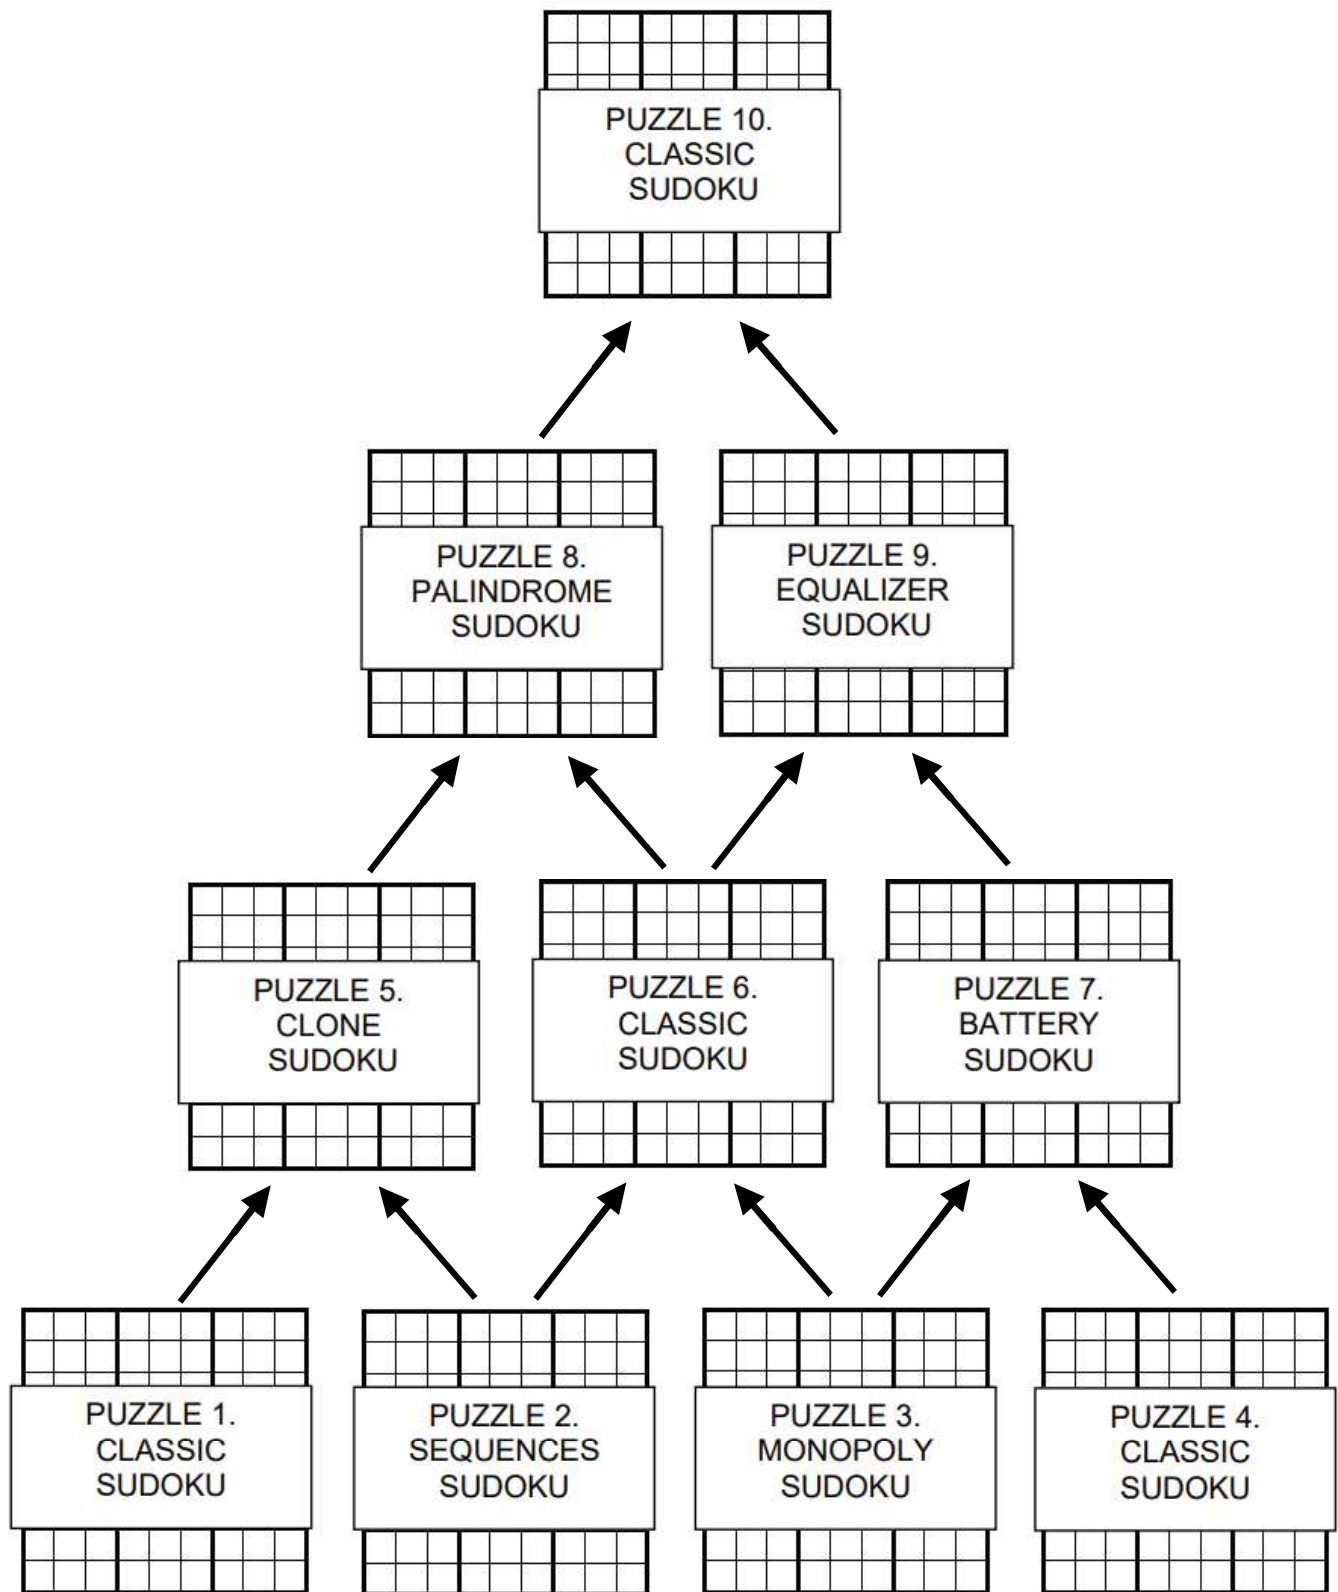 PUZZLE 10.
CLASSIC
SUDOKU
PUZZLE 8.
PALINDROME
SUDOKU
PUZZLE 9.
EQUALIZER
SUDOKU
PUZZLE 5.
CLONE
SUDOKU
PUZZLE 6.
CLASSIC
SUDOKU
PUZZLE 7.
BATTERY
SUDOKU
PUZZLE 1.
CLASSIC
SUDOKU
PUZZLE 2.
SEQUENCES
SUDOKU
PUZZLE 3.
MONOPOLY
SUDOKU
PUZZLE 4.
CLASSIC
SUDOKU